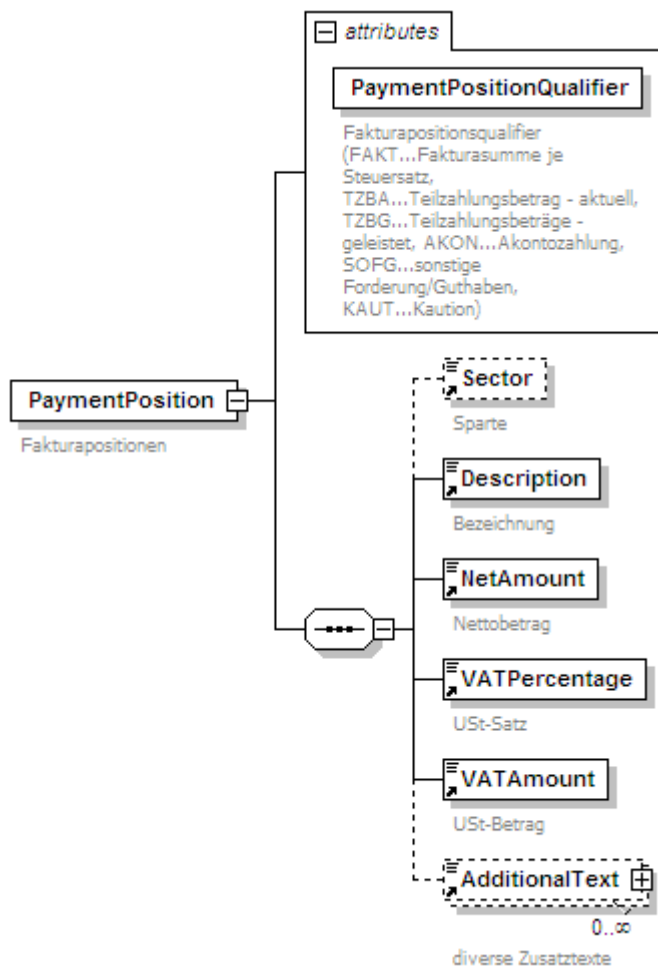 attributes
PaymentPositionQualifier
Fakturapositionsqualifier
(FAKT...Fakturasumme je
Steuersatz,
TZBA...Teilzahlungsbetrag - aktuell,
TZBG...Teilzahlungsbeträge -
geleistet, AKON...Akontozahlung,
SOFG...sonstige
Forderung/Guthaben,
KAUT...Kaution)
PaymentPosition
Fakturapositionen
Sector
Sparte
Description
Bezeichnung
NetAmount
Nettobetrag
VATPercentage
USt-Satz
VATAmount
USt-Betrag
AdditionalText
0..∞
diverse Zusatztexte